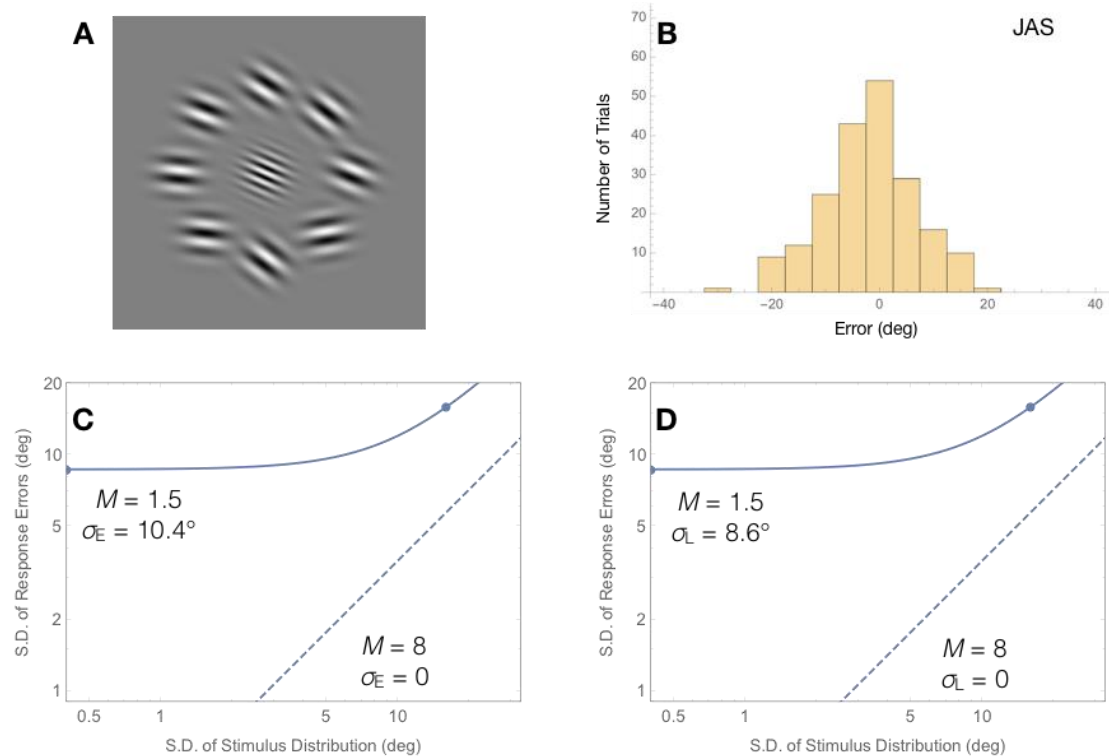 A
B
JAS
Number of Trials
70
60
50
40
30
20
10
−40
−20
0
20
40
Error (deg)
C
S.D. of Response Errors (deg)
20
10
5
2
1
M = 1.5
σE = 10.4°
M = 8
σE = 0
0.5
1
5
10
S.D. of Stimulus Distribution (deg)
D
S.D. of Response Errors (deg)
20
10
5
2
1
M = 1.5
σL = 8.6°
M = 8
σL = 0
0.5
1
5
10
S.D. of Stimulus Distribution (deg)